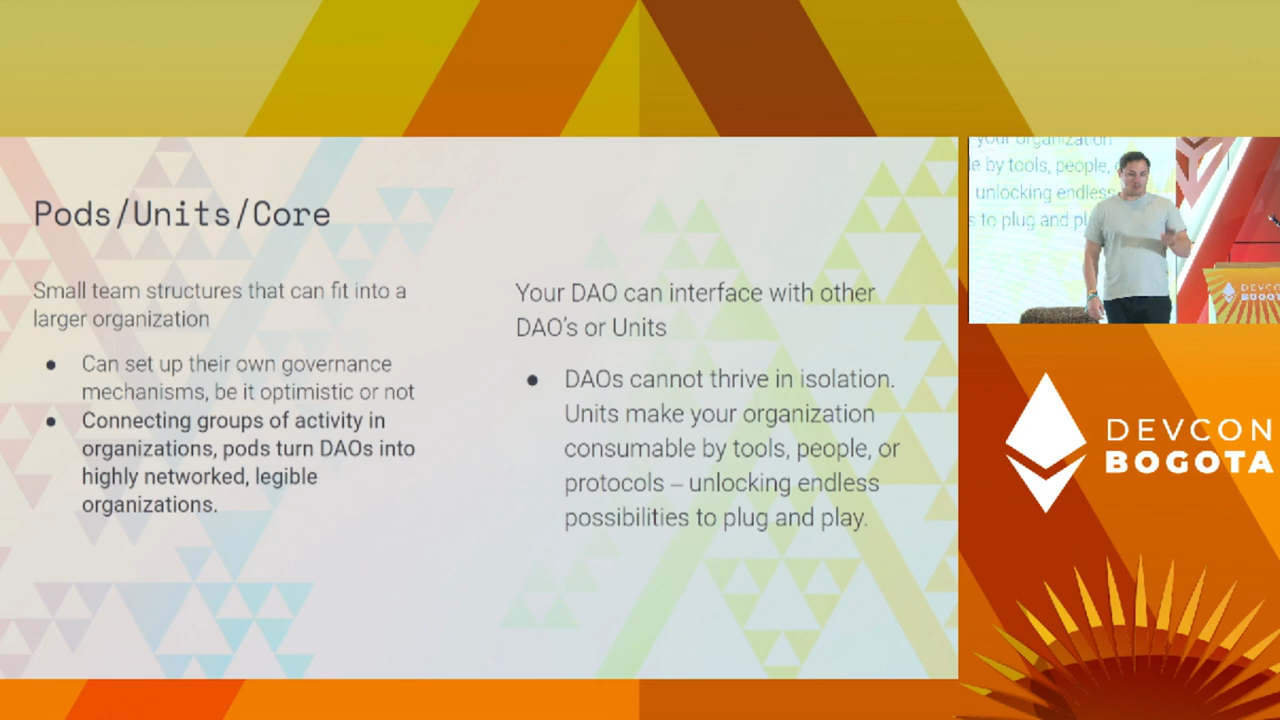 Pods/Units/Core
Small team structures that can fit into a
larger organization
● Can set up their own governance
mechanisms, be it optimistic or not
● Connecting groups of activity in
organizations, pods turn DAOs into
highly networked, legible
organizations.
Your DAO can interface with other
DAO's or Units
● DAOs cannot thrive in isolation.
Units make your organization
consumable by tools, people, or
protocols – unlocking endless
possibilities to plug and play.
your organization
e by tools, people,
unlocking endless
s to plug and pl
DEVCON
BOGOTA
DEVCON
BOGOTA